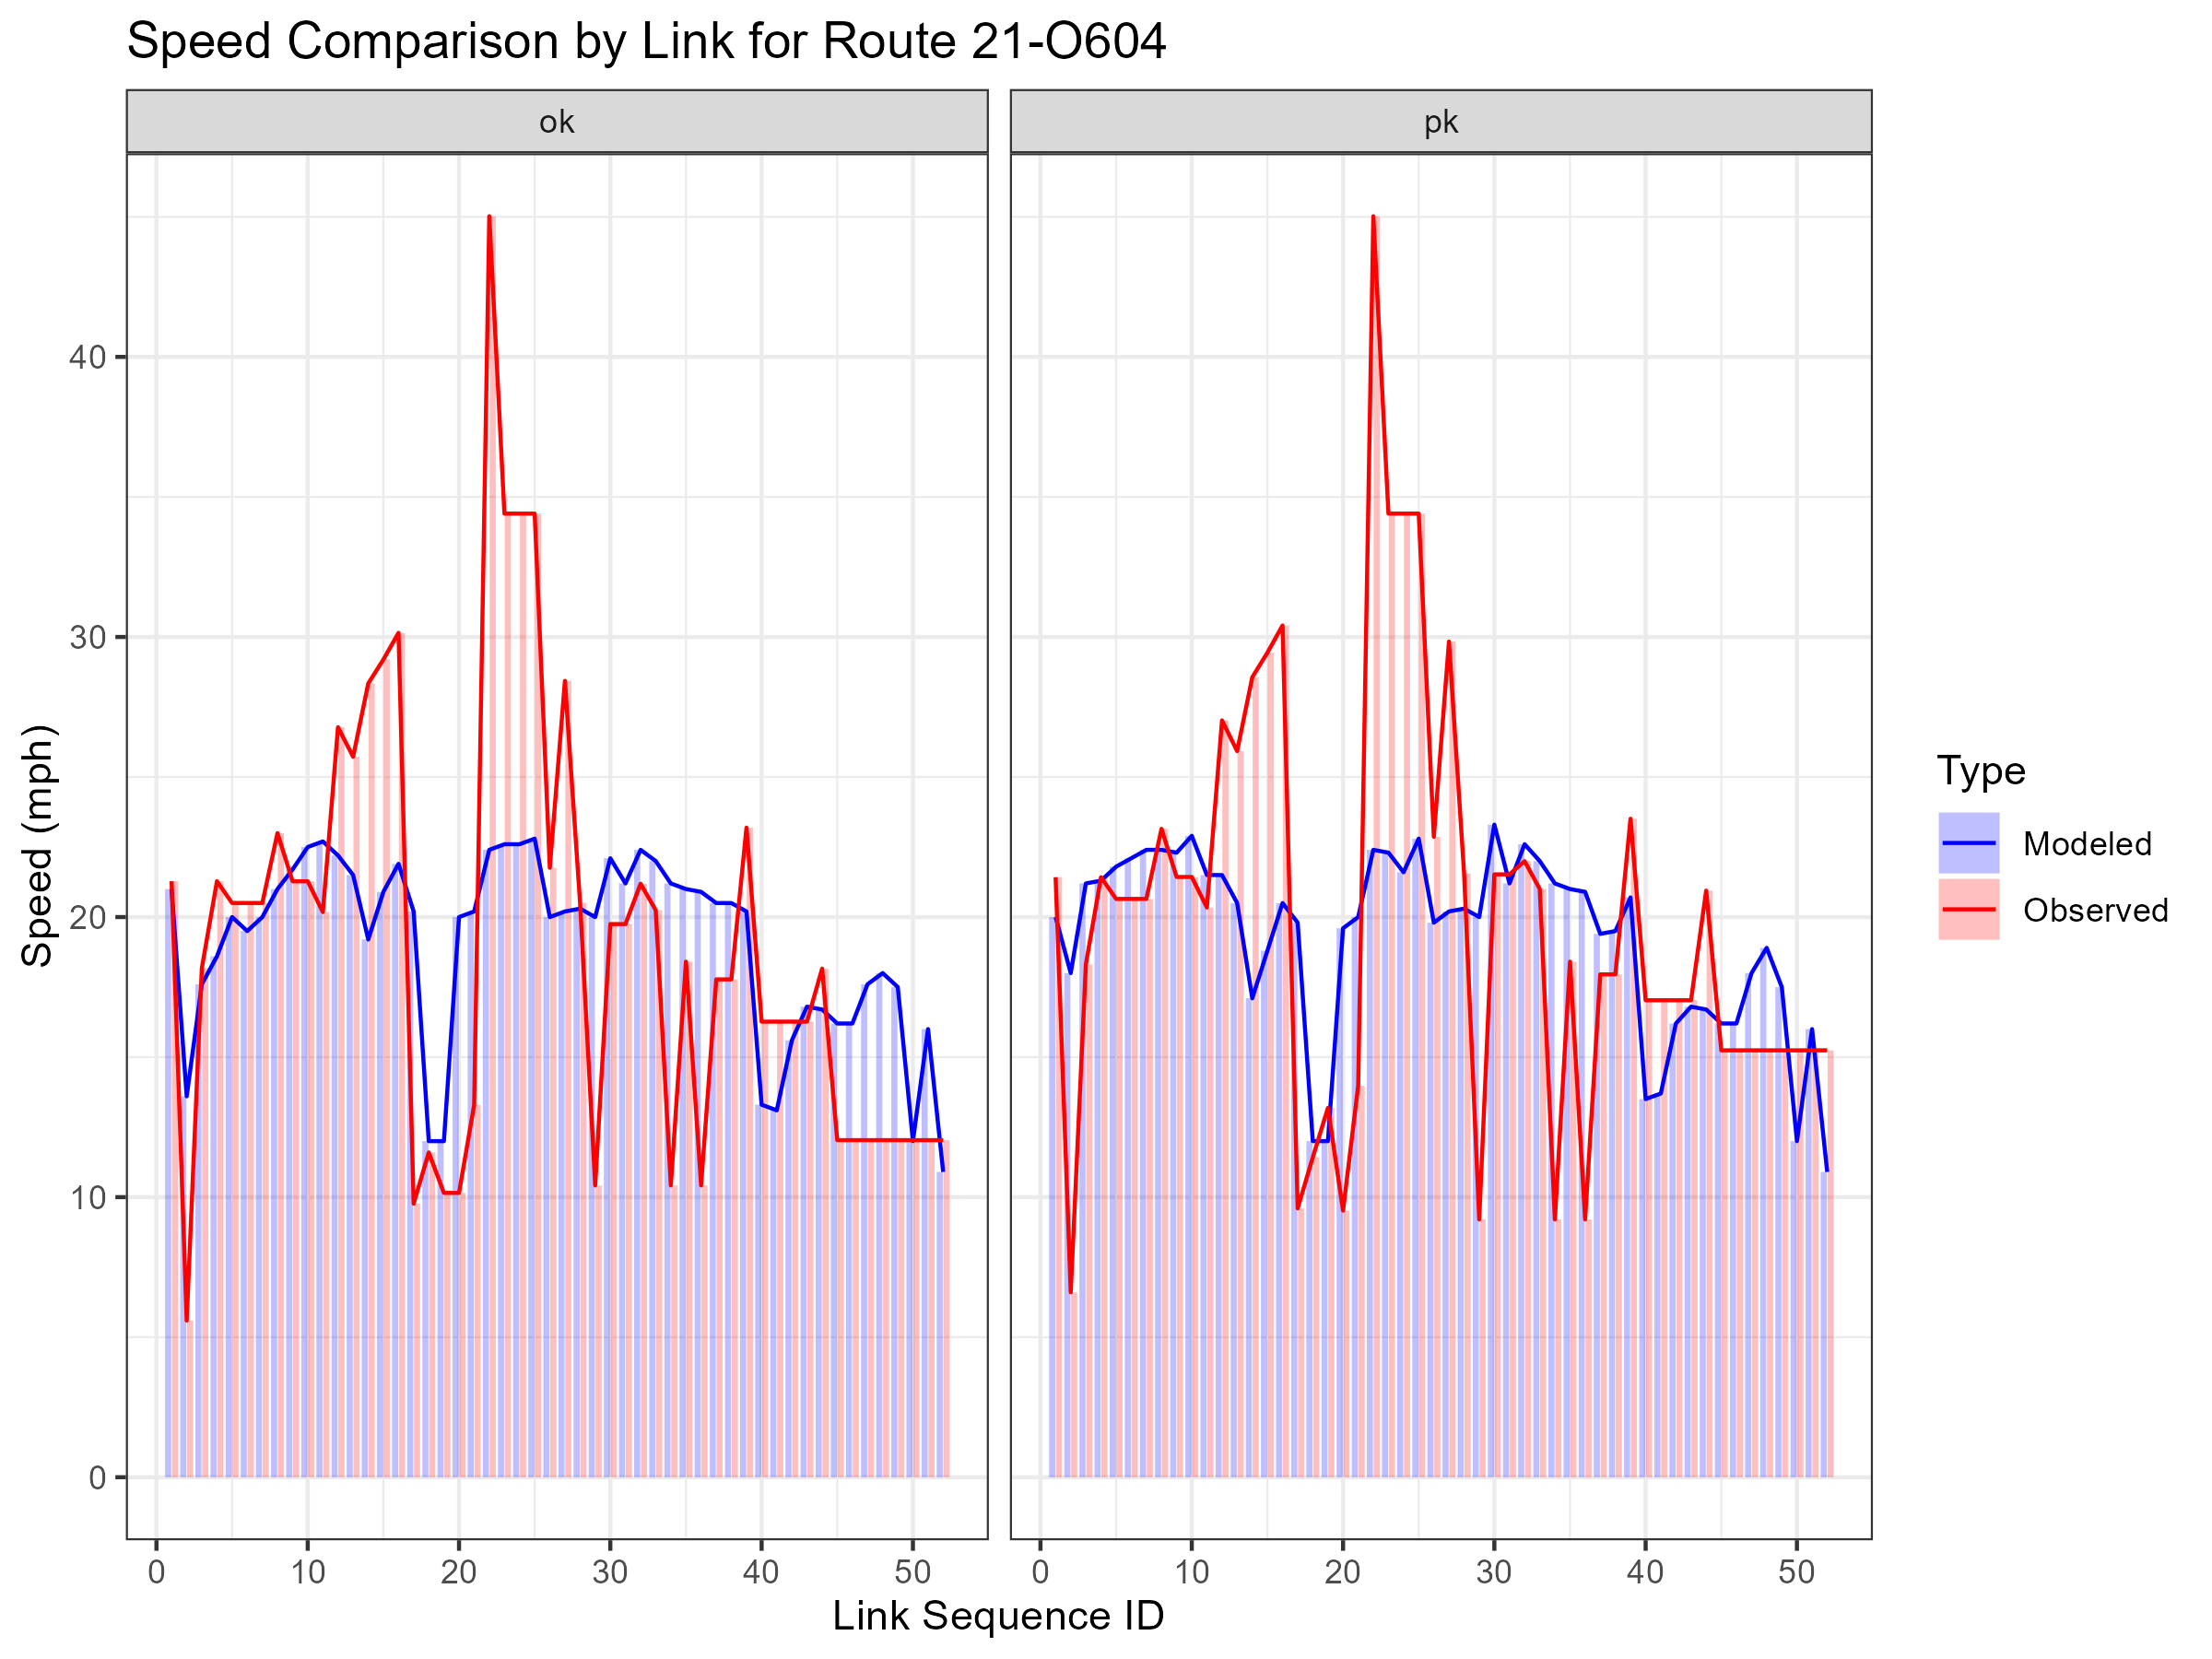 Speed Comparison by Link for Route 21-O604
ok
pk
Speed (mph)
40
30
20
10
0
0 10 20 30 40 50
0 10 20 30 40 50
Link Sequence ID
Type
Modeled
Observed